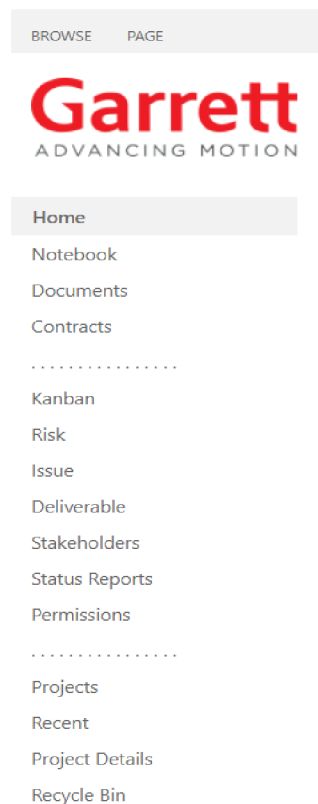 BROWSE PAGE
Garrett
ADVANCING MOTION
Home
Notebook
Documents
Contracts
. . . . . . . . . . . . . . . .
Kanban
Risk
Issue
Deliverable
Stakeholders
Status Reports
Permissions
. . . . . . . . . . . . . . . .
Projects
Recent
Project Details
Recycle Bin